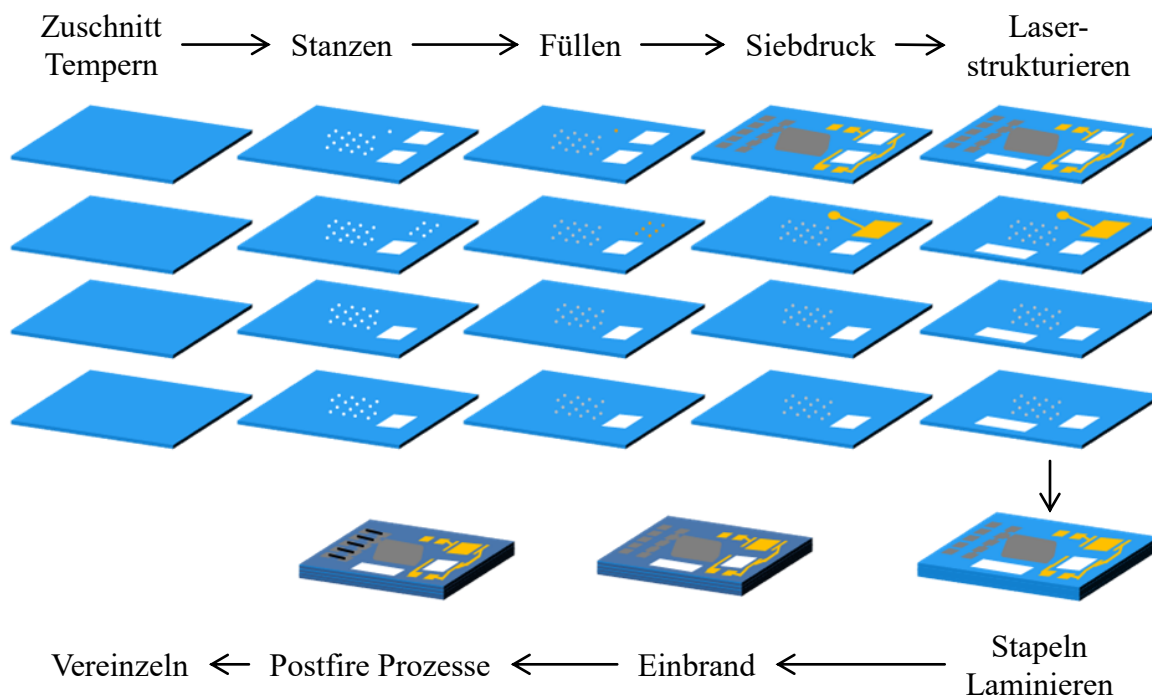 Zuschnitt
Tempern
Stanzen
Füllen
Siebdruck
Laser-
strukturieren
Stapeln
Laminieren
Einbrand
Postfire Prozesse
Vereinzeln